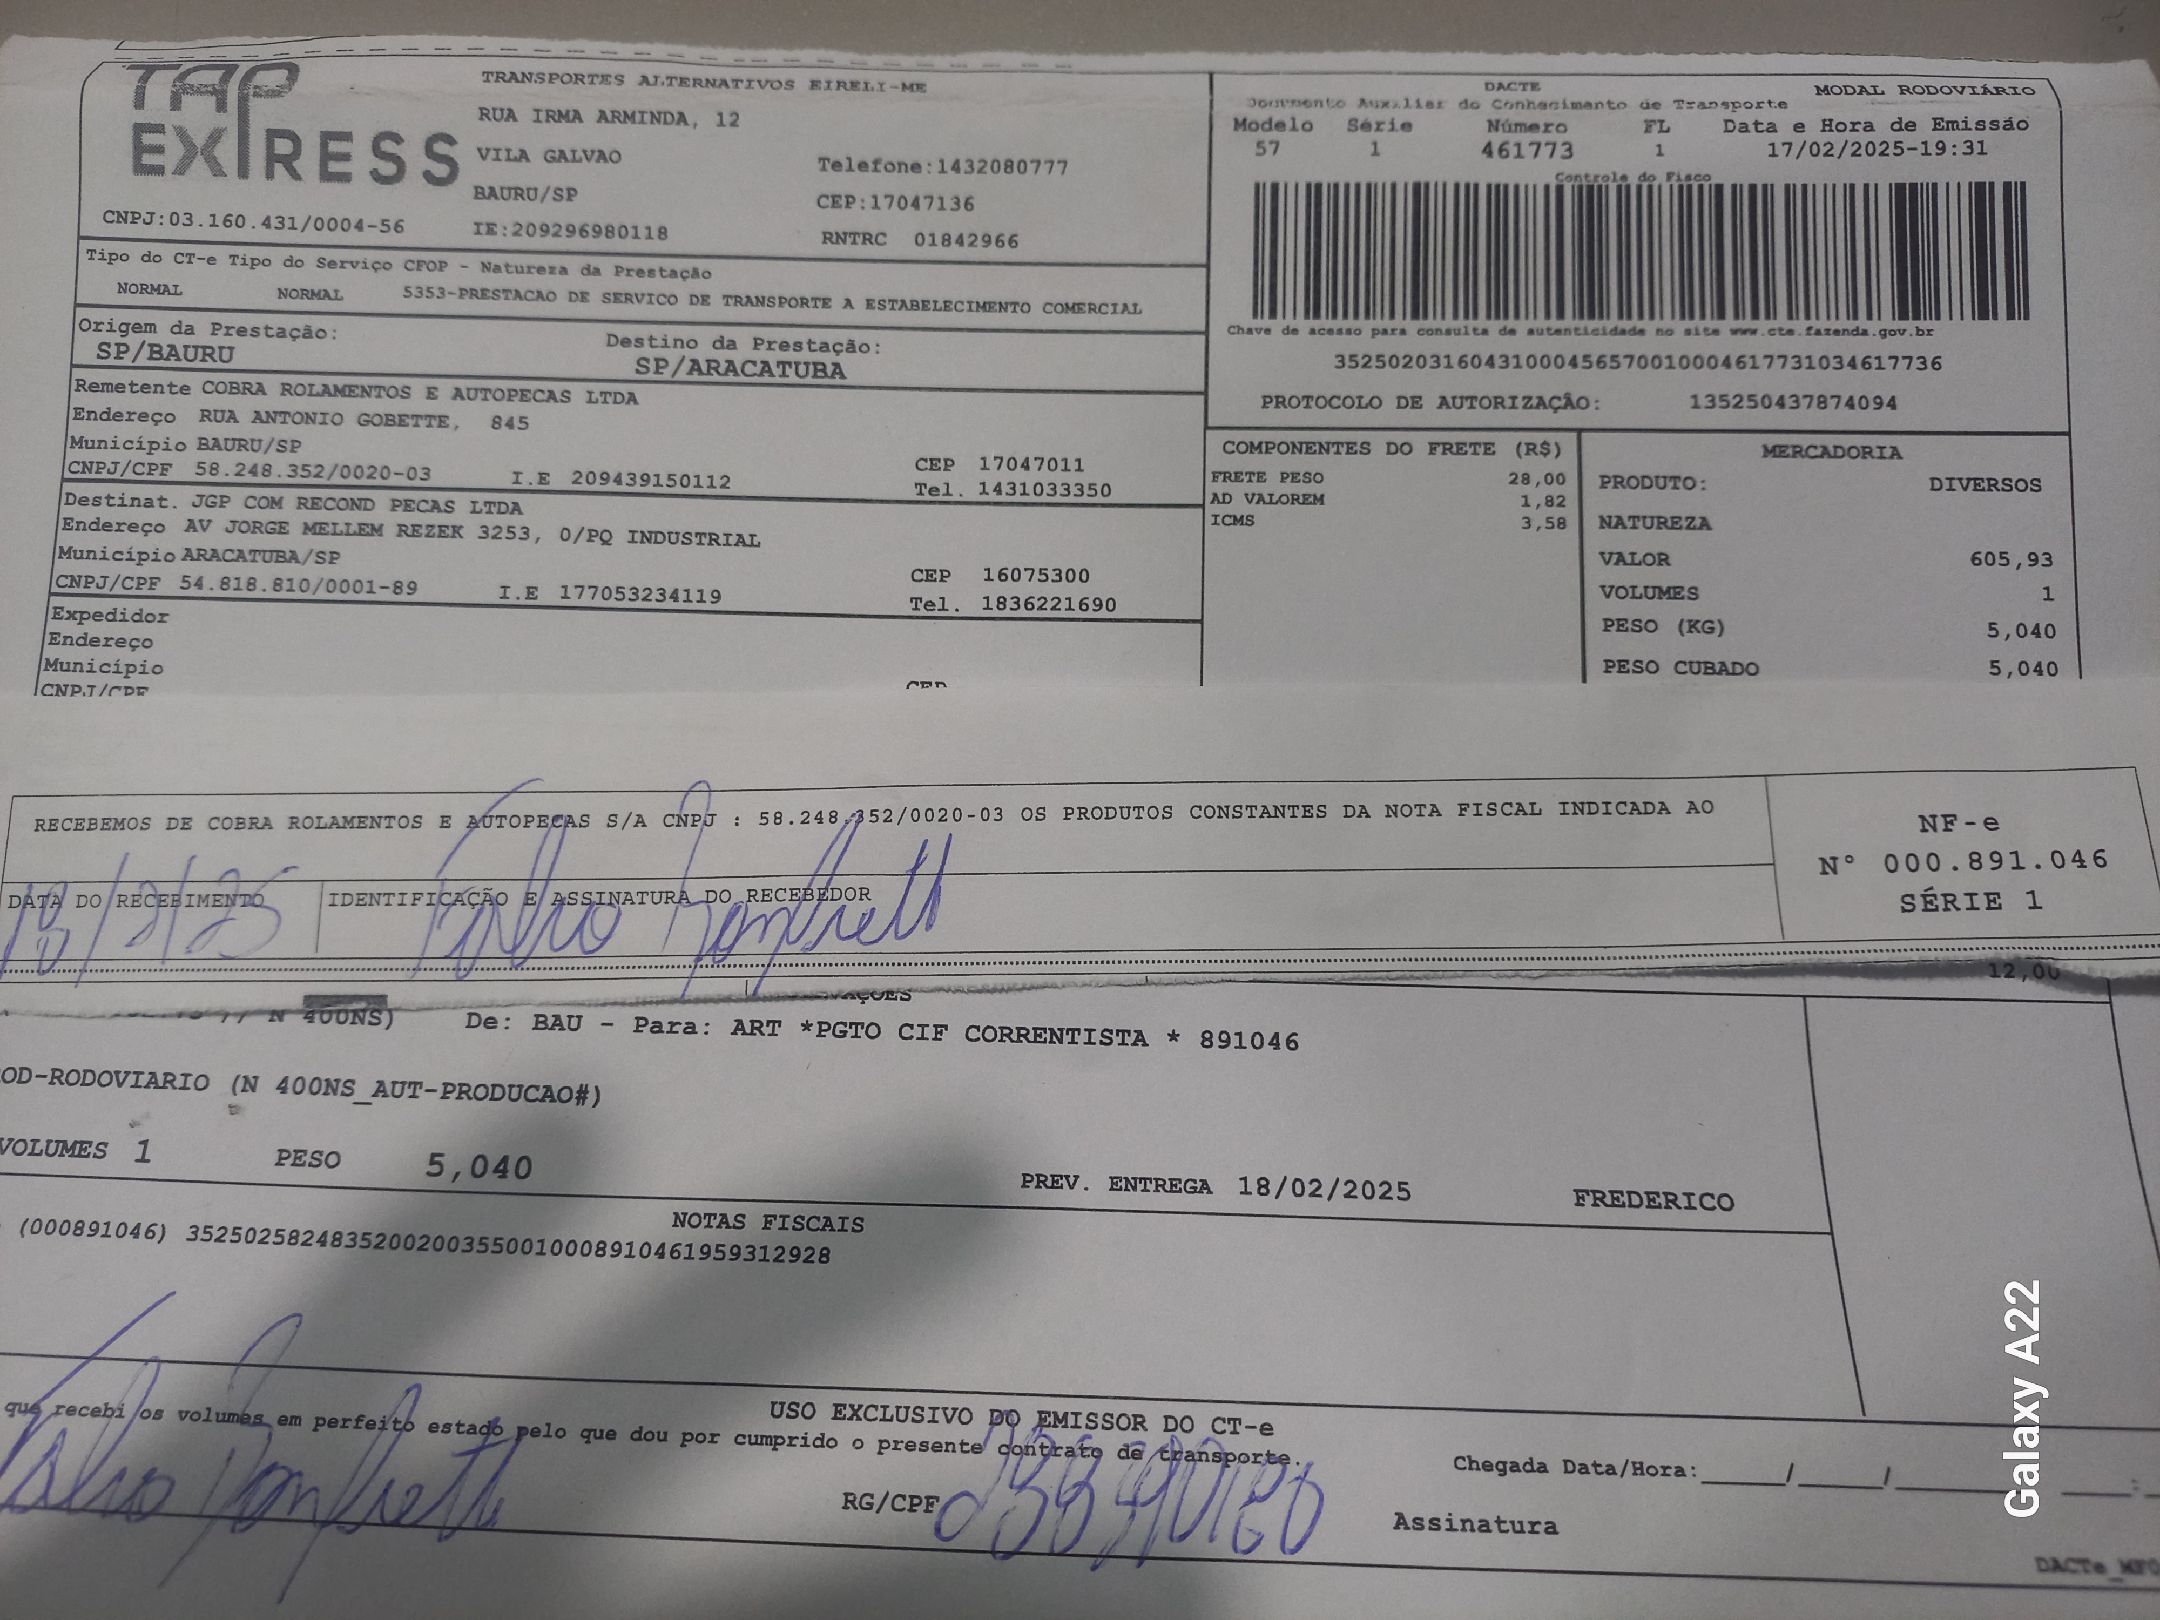 TAP
EXPRESS
TRANSPORTES ALTERNATIVOS EIRELI-ME
RUA IRMA ARMINDA, 12
VILA GALVAO
Telefone:1432080777
BAURU/SP
CEP:17047136
CNPJ:03.160.431/0004-56
IE:209296980118
RNTRC 01842966
DACTE
MODAL RODOVIÁRIO
Documento Auxiliar do Conhecimento de Transporte
Modelo Série Número FL Data e Hora de Emissão
57 1 461773 1 17/02/2025-19:31
Controle do Fisco
Chave de acesso para consulta de autenticidade no site www.cte.fazenda.gov.br
35250203160431000456570010004617731034617736
PROTOCOLO DE AUTORIZAÇÃO: 135250437874094
Tipo do CT-e Tipo do Serviço CFOP - Natureza da Prestação
NORMAL NORMAL 5353-PRESTACAO DE SERVICO DE TRANSPORTE A ESTABELECIMENTO COMERCIAL
Origem da Prestação: Destino da Prestação:
SP/BAURU SP/ARACATUBA
Remetente COBRA ROLAMENTOS E AUTOPECAS LTDA
Endereço RUA ANTONIO GOBETTE, 845
Município BAURU/SP
CEP 17047011
CNPJ/CPF 58.248.352/0020-03 I.E 209439150112 Tel. 1431033350
Destinat. JGP COM RECOND PECAS LTDA
Endereço AV JORGE MELLEM REZEK 3253, 0/PQ INDUSTRIAL
Município ARACATUBA/SP
CEP 16075300
CNPJ/CPF 54.818.810/0001-89 I.E 177053234119 Tel. 1836221690
Expedidor
Endereço
Município
CNPJ/CPF CEP
COMPONENTES DO FRETE (R$)
FRETE PESO 28,00
AD VALOREM 1,82
ICMS 3,58
MERCADORIA
PRODUTO: DIVERSOS
NATUREZA
VALOR 605,93
VOLUMES 1
PESO (KG) 5,040
PESO CUBADO 5,040
RECEBEMOS DE COBRA ROLAMENTOS E AUTOPECAS S/A CNPJ : 58.248.352/0020-03 OS PRODUTOS CONSTANTES DA NOTA FISCAL INDICADA AO
NF-e
N° 000.891.046
SÉRIE 1
DATA DO RECEBIMENTO IDENTIFICAÇÃO E ASSINATURA DO RECEBEDOR
18/2/25
12,00
N 400NS) De: BAU - Para: ART *PGTO CIF CORRENTISTA * 891046
OD-RODOVIARIO (N 400NS_AUT-PRODUCAO#)
VOLUMES 1 PESO 5,040
PREV. ENTREGA 18/02/2025 FREDERICO
NOTAS FISCAIS
(000891046) 35250258248352002003550010008910461959312928
USO EXCLUSIVO DO EMISSOR DO CT-e
que recebi os volumes em perfeito estado pelo que dou por cumprido o presente contrato de transporte.
RG/CPF
Chegada Data/Hora:_____/_____/_____ ____:
Assinatura
Galaxy A22